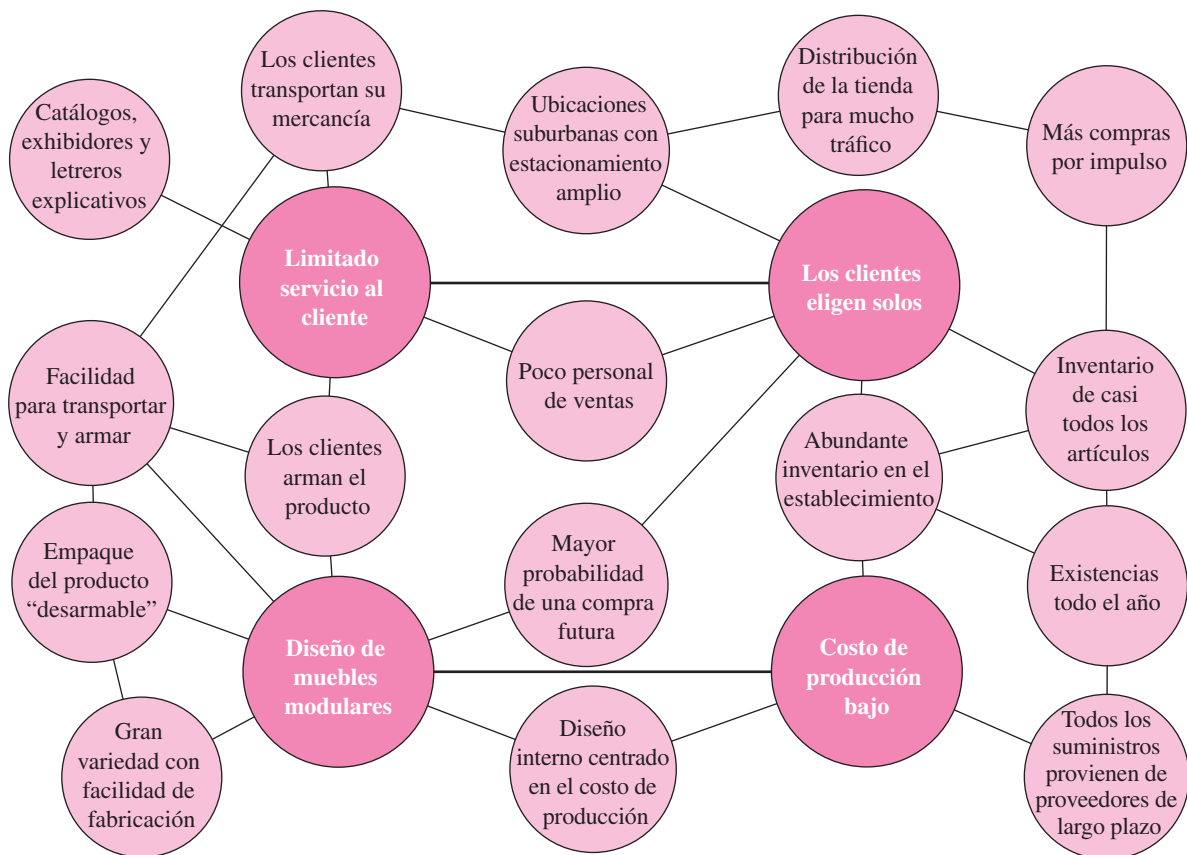 Los clientes
transportan su
mercancía
Distribución
de la tienda
para mucho
tráfico
Catálogos,
exhibidores y
letreros
explicativos
Ubicaciones
suburbanas con
estacionamiento
amplio
Más compras
por impulso
Limitado
servicio al
cliente
Los clientes
eligen solos
Facilidad
para transportar
y armar
Poco personal
de ventas
Inventario
de casi
todos los
artículos
Los clientes
arman el
producto
Abundante
inventario en el
establecimiento
Empaque
del producto
“desarmable”
Mayor
probabilidad
de una compra
futura
Existencias
todo el año
Diseño de
muebles
modulares
Costo de
producción
bajo
Gran
variedad con
facilidad de
fabricación
Diseño
interno centrado
en el costo de
producción
Todos los
suministros
provienen de
proveedores de
largo plazo